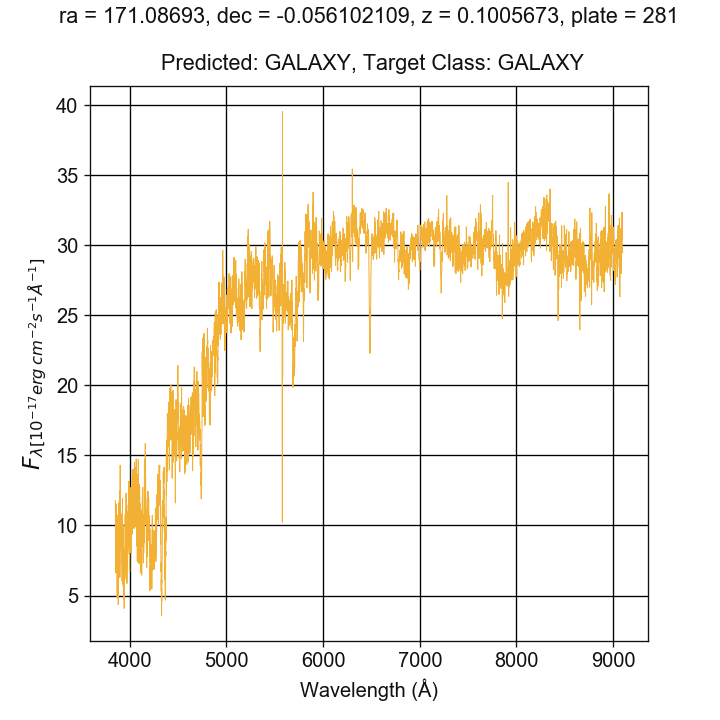 ra = 171.08693, dec = -0.056102109, z = 0.1005673, plate = 281
Predicted: GALAXY, Target Class: GALAXY
40
35
30
25
20
15
10
5
F_{λ[10^{−17} erg cm^{−2} s^{−1} Å^{−1}]}
4000 5000 6000 7000 8000 9000
Wavelength (Å)